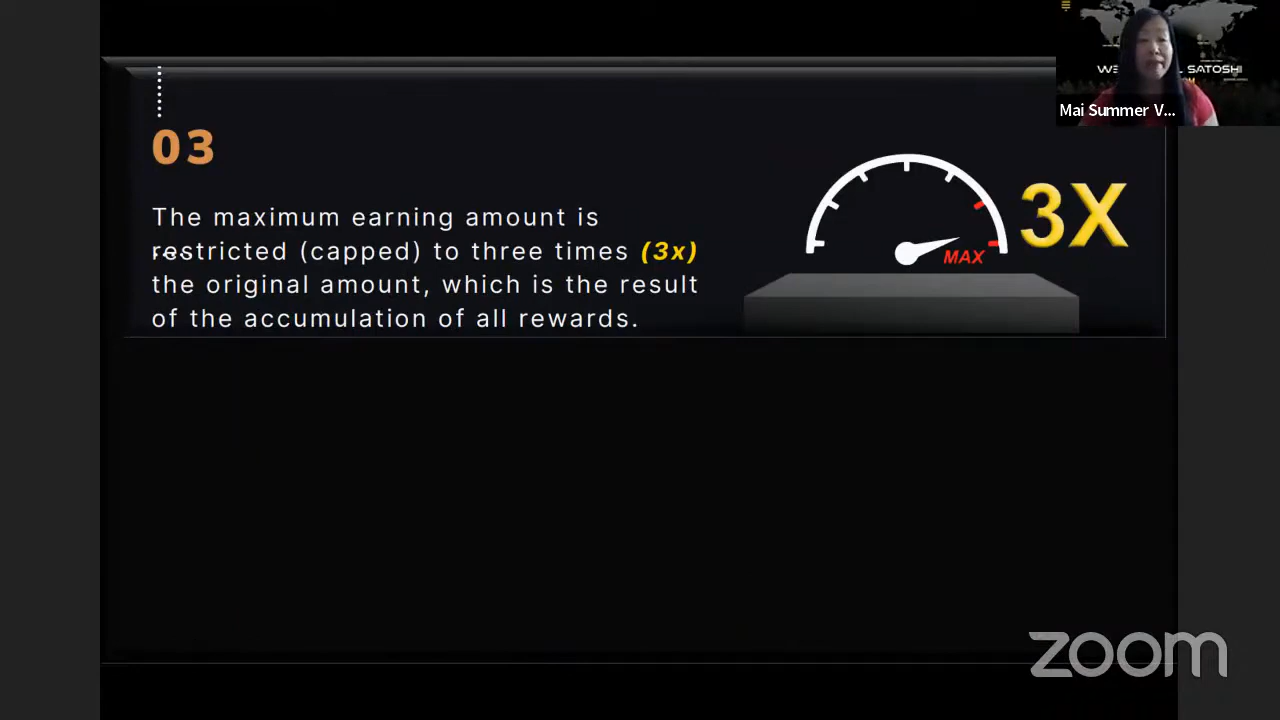 03
The maximum earning amount is
restricted (capped) to three times (3x)
the original amount, which is the result
of the accumulation of all rewards.
MAX
3X
SATOSHI
Mai Summer V...
zoom